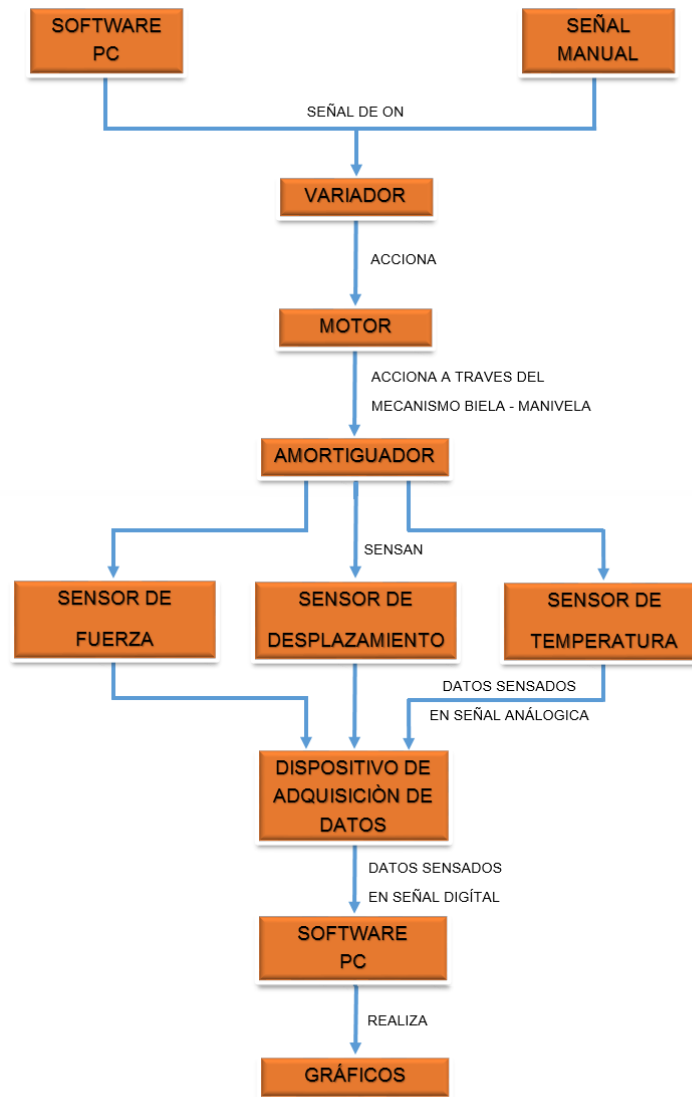 SOFTWARE
PC
SEÑAL
MANUAL
SEÑAL DE ON
VARIADOR
ACCIONA
MOTOR
ACCIONA A TRAVES DEL
MECANISMO BIELA - MANIVELA
AMORTIGUADOR
SENSAN
SENSOR DE
FUERZA
SENSOR DE
DESPLAZAMIENTO
SENSOR DE
TEMPERATURA
DATOS SENSADOS
EN SEÑAL ANÁLOGICA
DISPOSITIVO DE
ADQUISICIÒN DE
DATOS
DATOS SENSADOS
EN SEÑAL DIGÍTAL
SOFTWARE
PC
REALIZA
GRÁFICOS